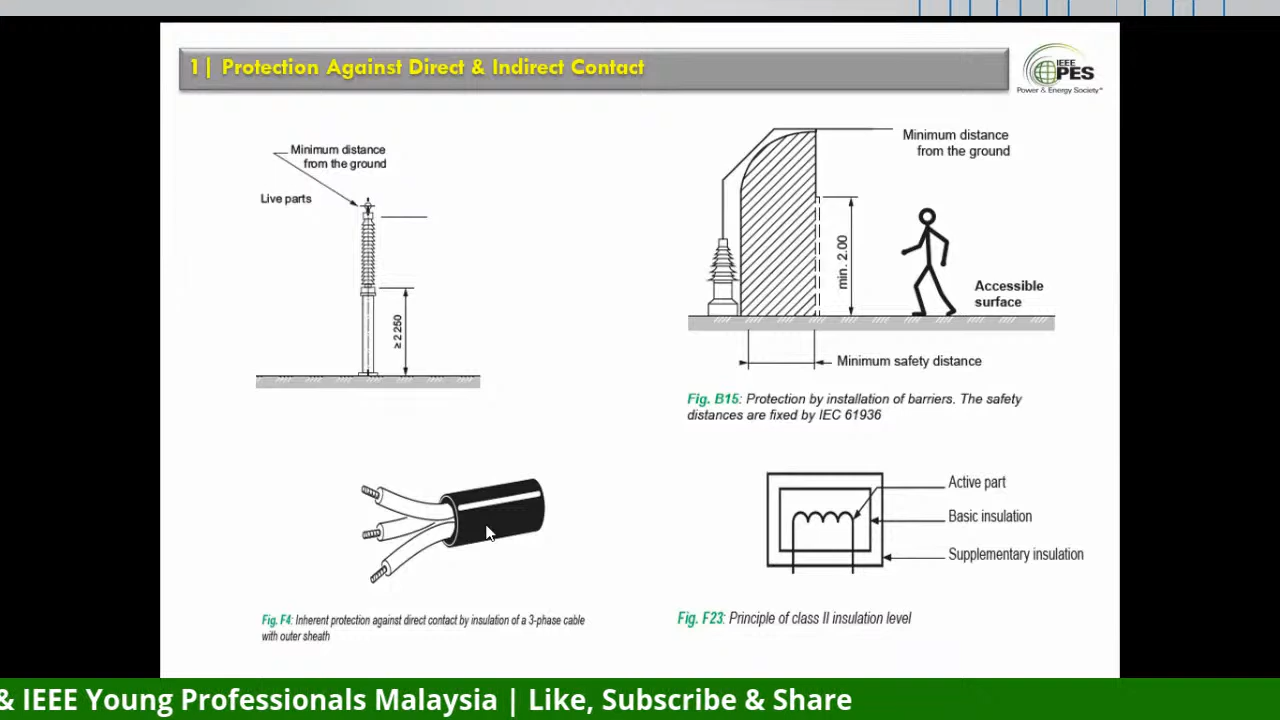 1| Protection Against Direct & Indirect Contact
IEEE
PES
Power & Energy Society®
Minimum distance
from the ground
Live parts
≥ 2 250
Minimum distance
from the ground
min. 2.00
Accessible
surface
Minimum safety distance
Fig. B15: Protection by installation of barriers. The safety
distances are fixed by IEC 61936
Active part
Basic insulation
Supplementary insulation
Fig. F4: Inherent protection against direct contact by insulation of a 3-phase cable
with outer sheath
Fig. F23: Principle of class II insulation level
& IEEE Young Professionals Malaysia | Like, Subscribe & Share